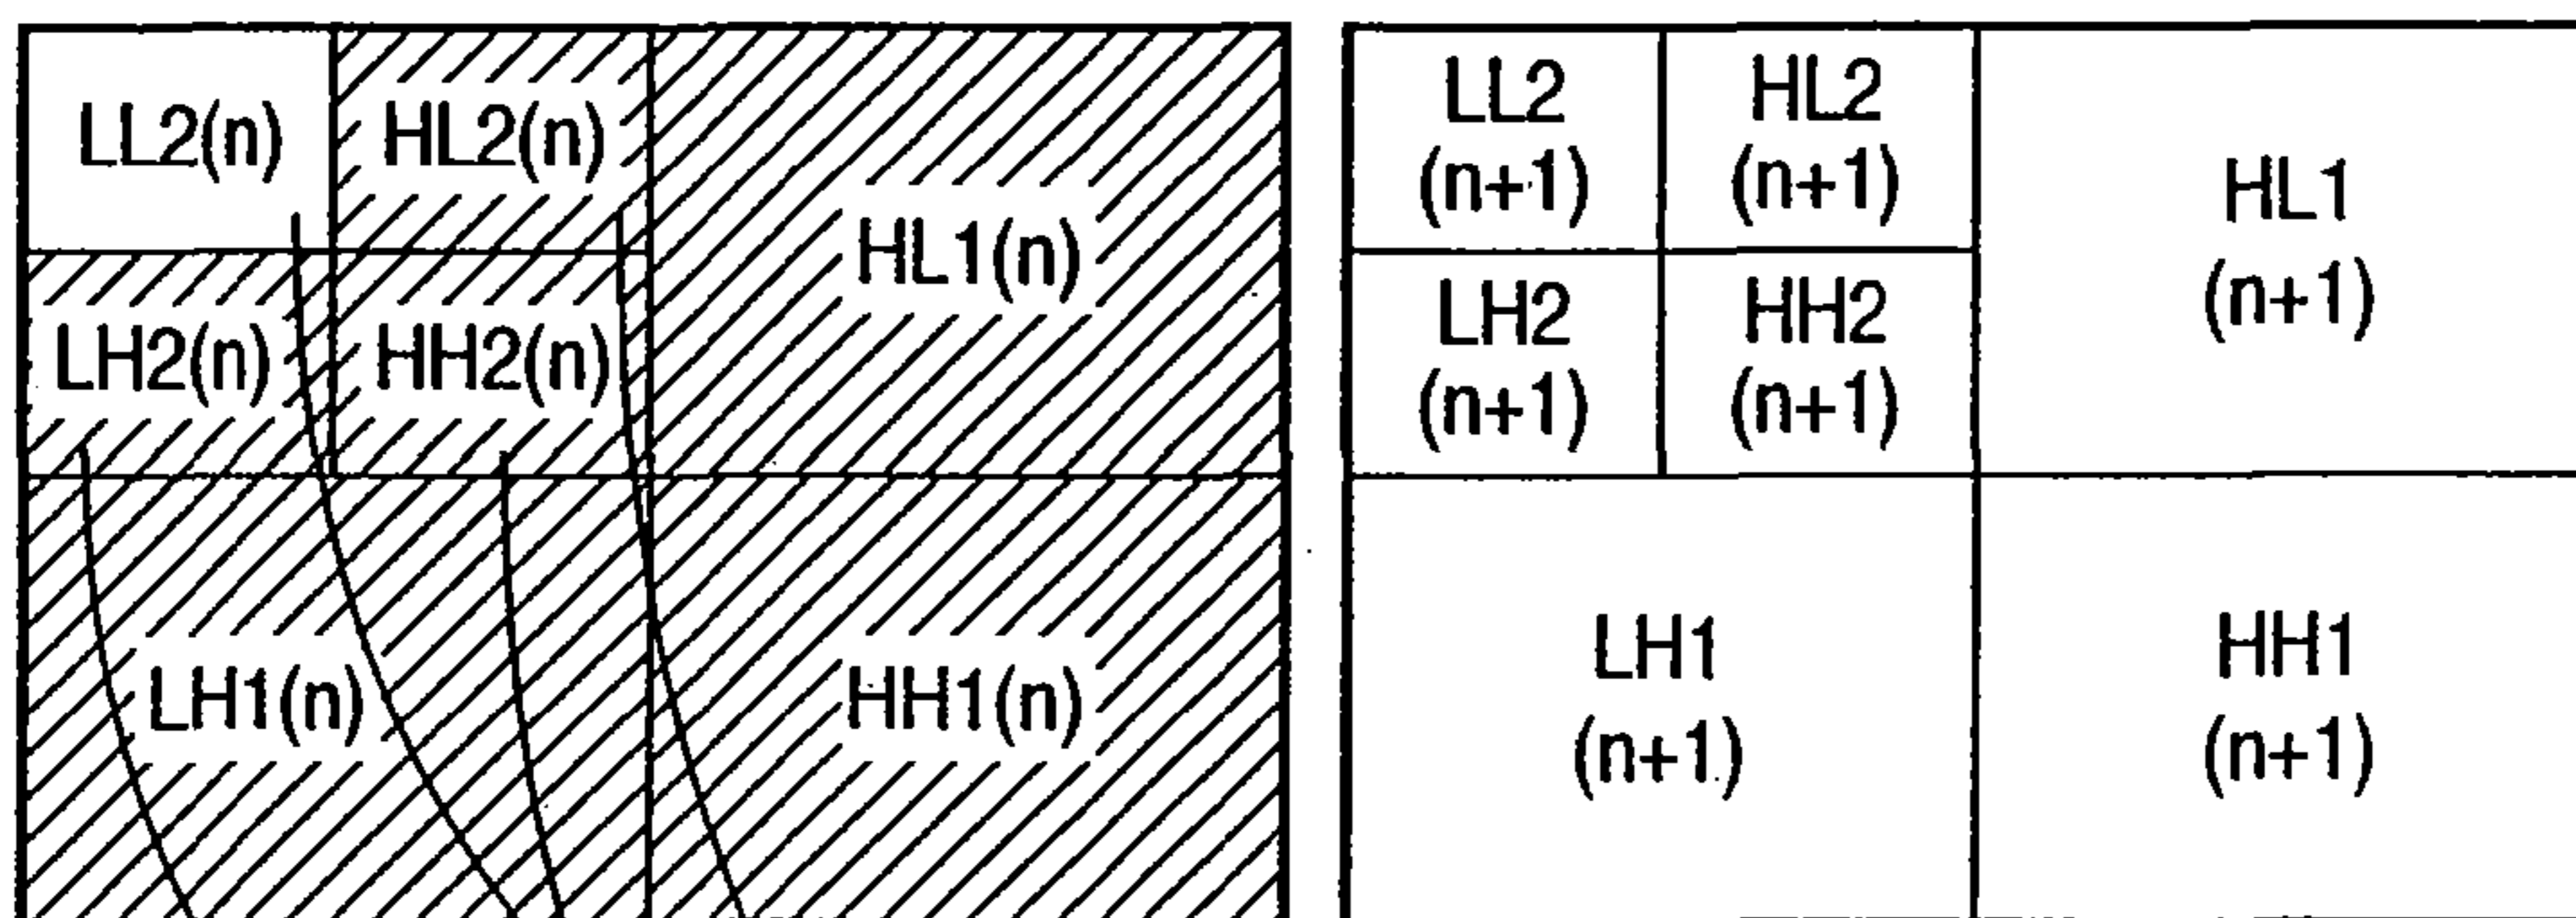 LL2(n)
HL2(n)
HL1(n)
LH2(n)
HH2(n)
LH1(n)
HH1(n)
LL2
(n+1)
HL2
(n+1)
HL1
(n+1)
LH2
(n+1)
HH2
(n+1)
LH1
(n+1)
HH1
(n+1)